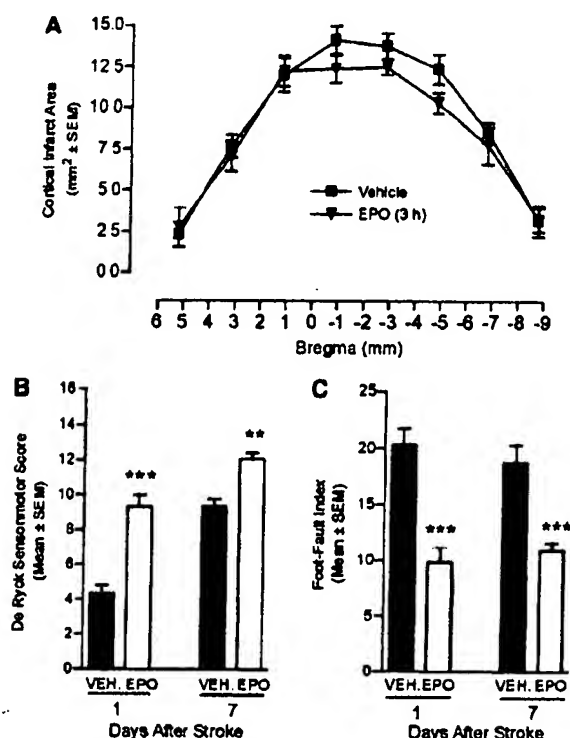 A
Cortical Infarct Area
(mm² ± SEM)
15.0
12.5
10.0
7.5
5.0
2.5
0.0
Vehicle
EPO (3 h)
6 5 4 3 2 1 0 -1 -2 -3 -4 -5 -6 -7 -8 -9
Bregma (mm)
B
De Ryck Sensorimotor Score
(Mean ± SEM)
16
14
12
10
8
6
4
2
0
***
**
VEH. EPO
VEH. EPO
1
7
Days After Stroke
C
Foot-Fault Index
(Mean ± SEM)
25
20
15
10
5
0
***
***
VEH. EPO
VEH. EPO
1
7
Days After Stroke